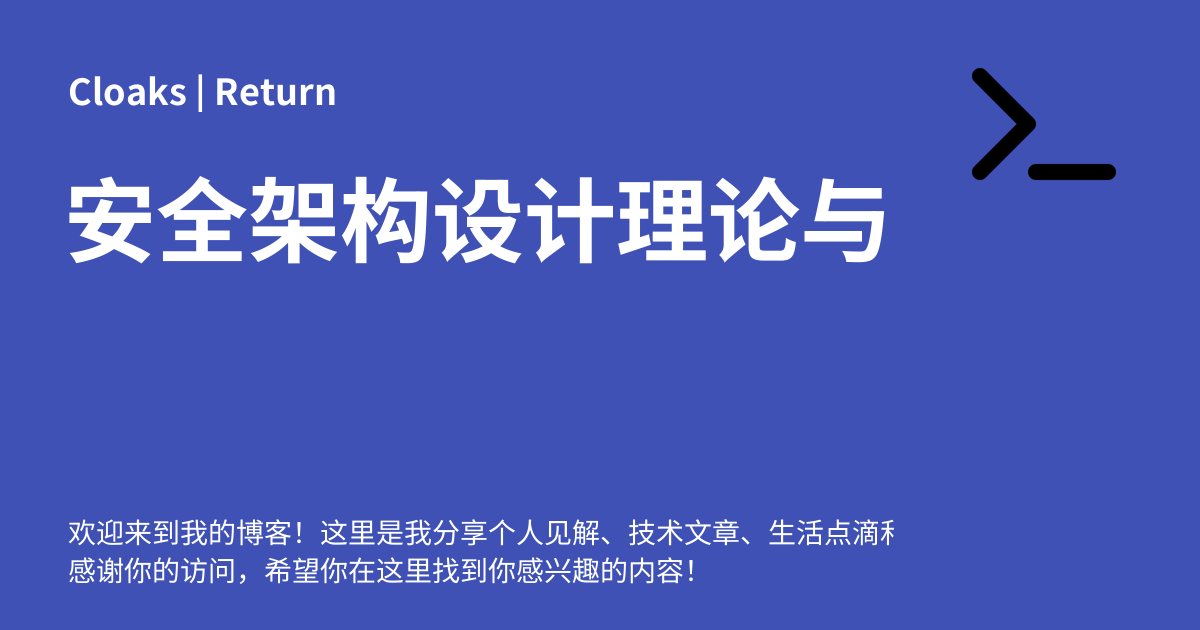 Cloaks | Return
安全架构设计理论与
欢迎来到我的博客！这里是我分享个人见解、技术文章、生活点滴
感谢你的访问，希望你在这里找到你感兴趣的内容！